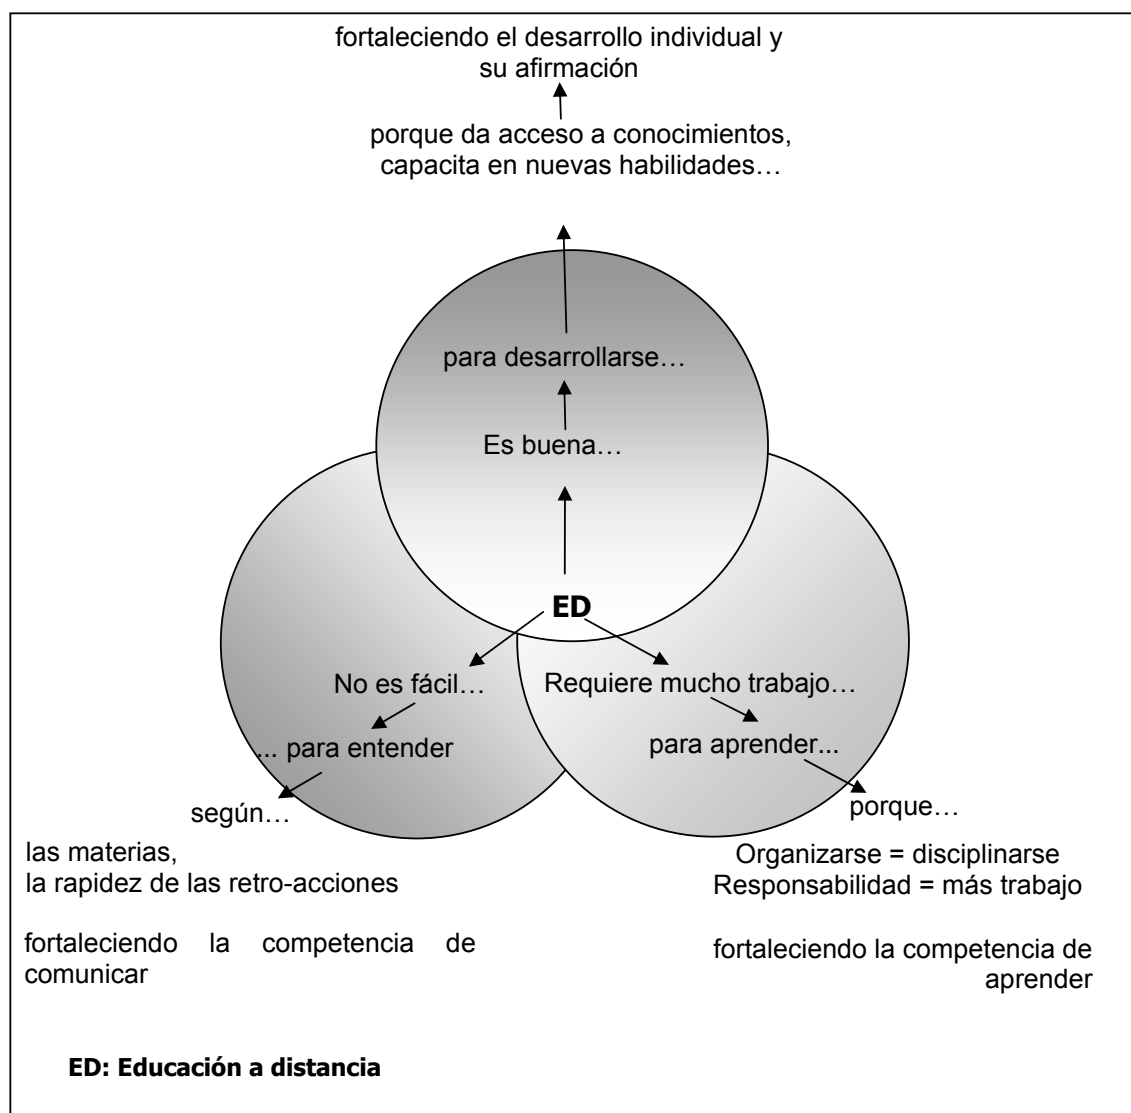 fortaleciendo el desarrollo individual y
su afirmación
porque da acceso a conocimientos,
capacita en nuevas habilidades…
para desarrollarse…
Es buena…
ED
No es fácil…
... para entender
según…
las materias,
la rapidez de las retro-acciones
fortaleciendo la competencia de
comunicar
Requiere mucho trabajo…
para aprender...
porque…
Organizarse = disciplinarse
Responsabilidad = más trabajo
fortaleciendo la competencia de
aprender
ED: Educación a distancia